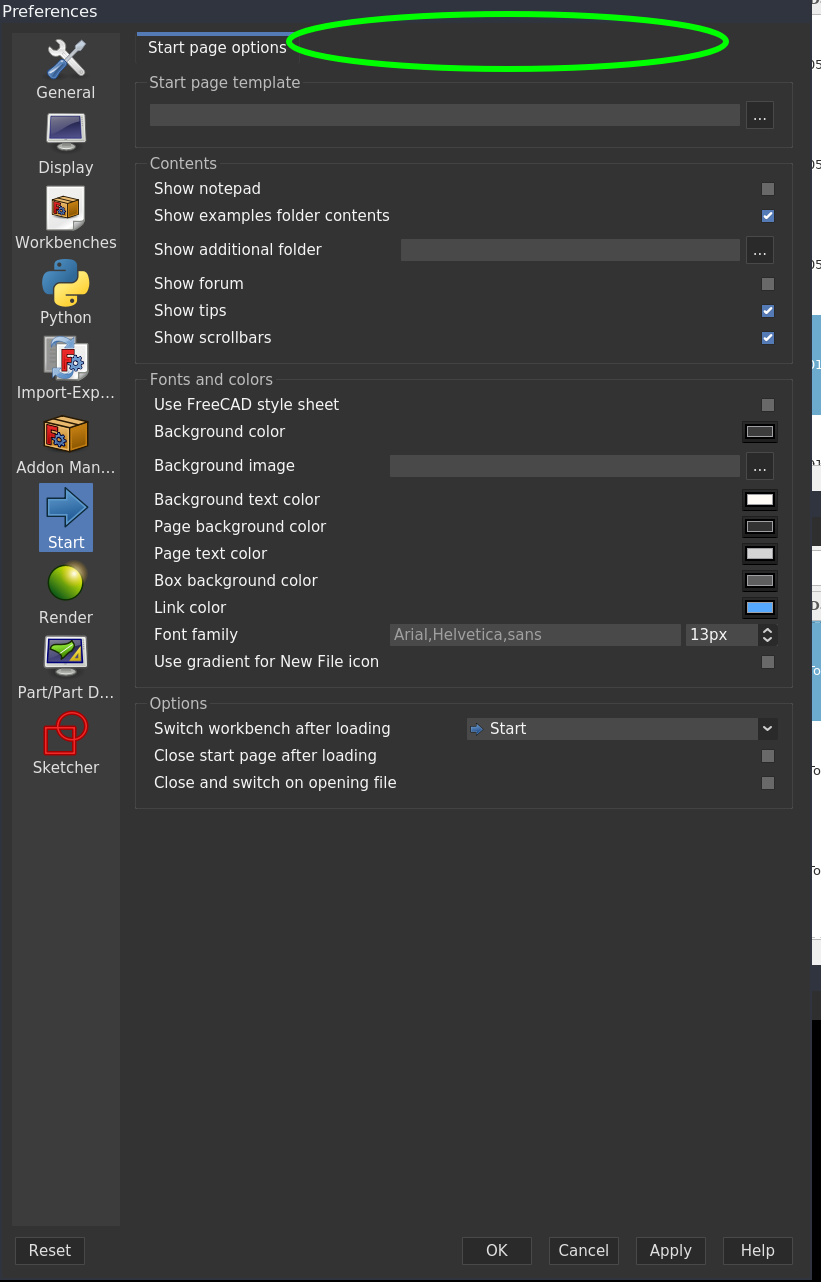 Preferences
General
Display
Workbenches
Python
Import-Exp...
Addon Man...
Start
Render
Part/Part D...
Sketcher
Start page options
Start page template
...
Contents
Show notepad
Show examples folder contents
Show additional folder ...
Show forum
Show tips
Show scrollbars
Fonts and colors
Use FreeCAD style sheet
Background color
Background image ...
Background text color
Page background color
Page text color
Box background color
Link color
Font family Arial,Helvetica,sans 13px
Use gradient for New File icon
Options
Switch workbench after loading Start
Close start page after loading
Close and switch on opening file
Reset OK Cancel Apply Help